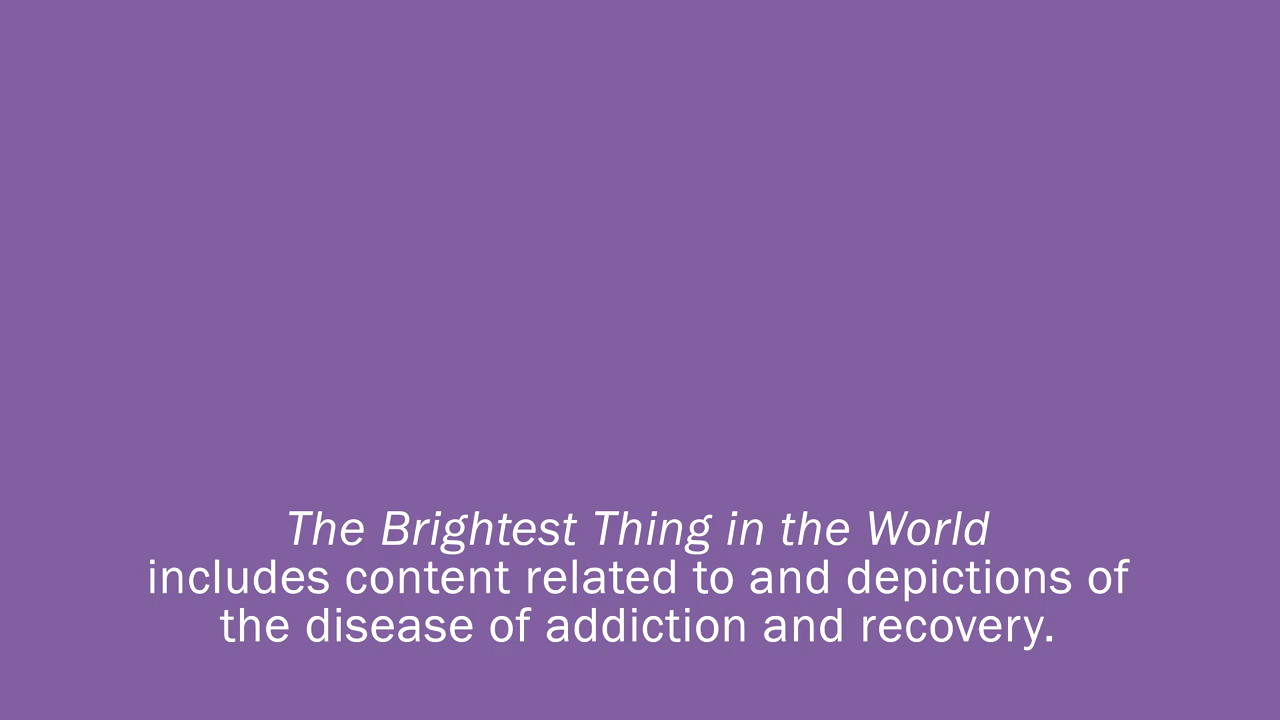 The Brightest Thing in the World
includes content related to and depictions of
the disease of addiction and recovery.